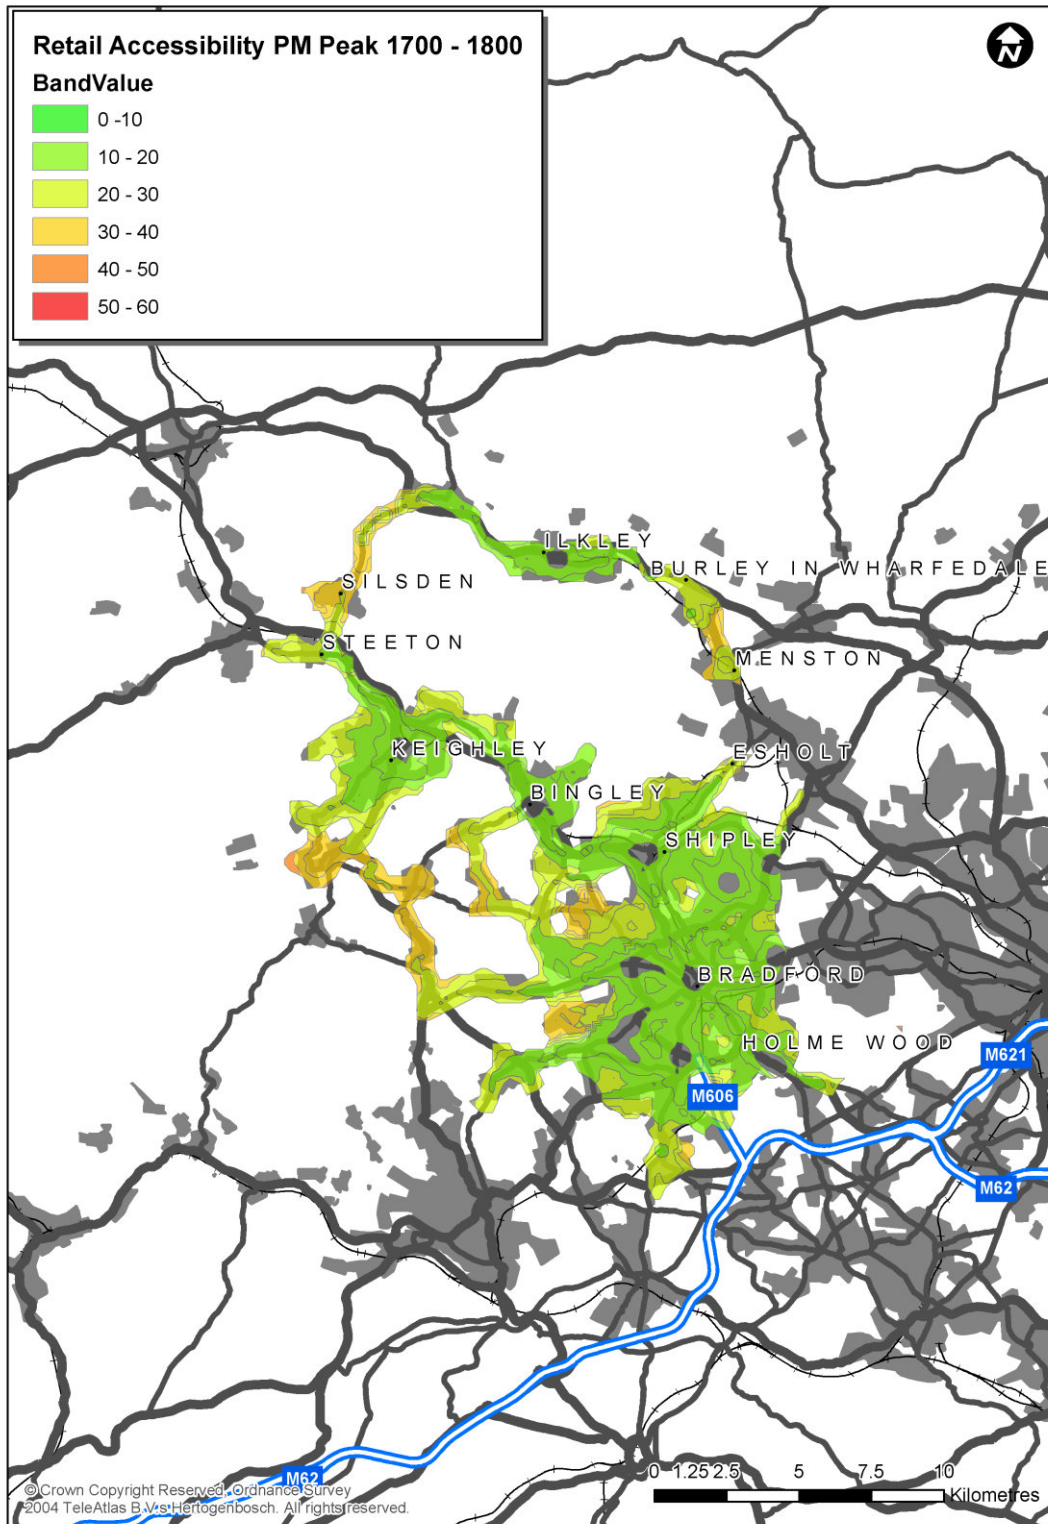 Retail Accessibility PM Peak 1700 - 1800
BandValue
0 -10
10 - 20
20 - 30
30 - 40
40 - 50
50 - 60
N
ILKLEY
BURLEY IN WHARFEDALE
SILSDEN
STEETON
MENSTON
KEIGHLEY
ESHOLT
BINGLEY
SHIPLEY
BRADFORD
HOLME WOOD
M621
M606
M62
M62
0 1.25 2.5 5 7.5 10
Kilometres
©Crown Copyright Reserved, Ordnance Survey
2004 TeleAtlas B.V.s Hertogenbosch. All rights reserved.